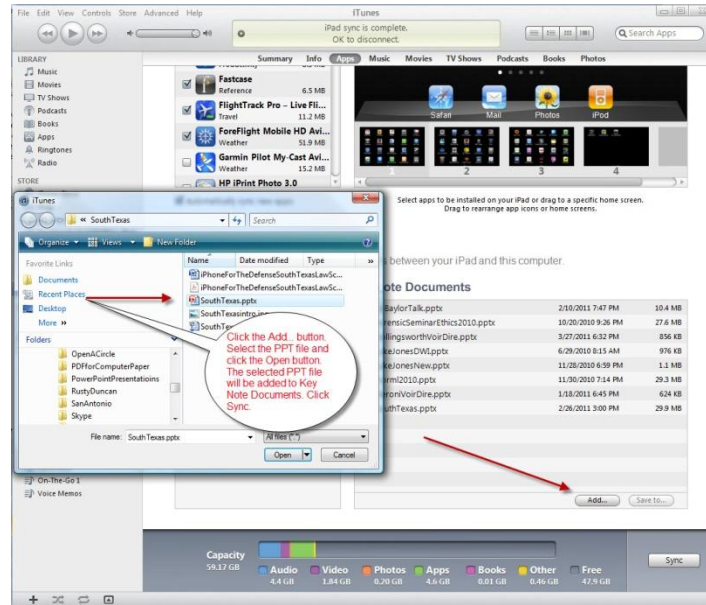 File Edit View Controls Store Advanced Help
iTunes
iPad sync is complete.
OK to disconnect.
Search Apps
LIBRARY
Music
Movies
TV Shows
Podcasts
Books
Apps
Ringtones
Radio
STORE
Summary Info Apps Music Movies TV Shows Podcasts Books Photos
Fastcase
Reference 6.5 MB
FlightTrack Pro – Live Fli...
Travel 11.2 MB
ForeFlight Mobile HD Avi...
Weather 51.9 MB
Garmin Pilot My-Cast Avi...
Weather 15.2 MB
HP iPrint Photo 3.0
Safari Mail Photos iPod
1 2 3 4
Select apps to be installed on your iPad or drag to a specific home screen.
Drag to rearrange app icons or home screens.
between your iPad and this computer.
ote Documents
BaylorTalk.pptx 2/10/2011 7:47 PM 10.4 MB
rensicSeminarEthics2010.pptx 10/20/2010 9:26 PM 27.6 MB
llingsworthVoirDire.pptx 3/27/2011 6:32 PM 856 KB
keJonesDWI.pptx 6/29/2010 8:15 AM 976 KB
keJonesNew.pptx 11/28/2010 6:59 PM 1.1 MB
rml2010.pptx 11/30/2010 7:14 PM 29.3 MB
eroniVoirDire.pptx 1/18/2011 6:45 PM 624 KB
uthTexas.pptx 2/26/2011 3:00 PM 29.9 MB
Add... Save to...
iTunes
« SouthTexas
Search
Organize Views New Folder
Favorite Links
Documents
Recent Places
Desktop
More »
Folders
OpenACircle
PDFforComputerPaper
PowerPointPresentatioins
RustyDuncan
SanAntonio
Skype
Name Date modified Type »
iPhoneForTheDefenseSouthTexasLawSc...
iPhoneForTheDefenseSouthTexasLawSc...
SouthTexas.pptx
SouthTexasintro.jpg
SouthTe
Click the Add... button.
Select the PPT file and
click the Open button.
The selected PPT file
will be added to Key
Note Documents. Click
Sync.
File name: SouthTexas.pptx
All files (*.*)
Open Cancel
On-The-Go 1
Voice Memos
Capacity
59.17 GB
Audio Video Photos Apps Books Other Free
4.4 GB 1.84 GB 0.20 GB 4.6 GB 0.01 GB 0.46 GB 47.9 GB
Sync